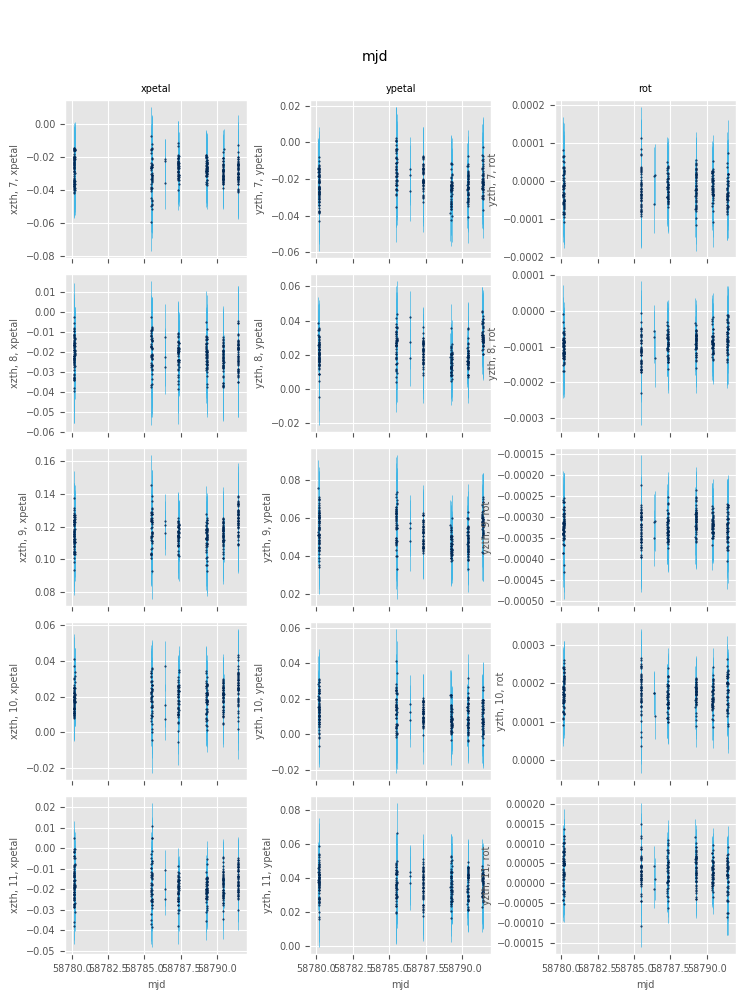 mjd
xpetal ypetal rot
0.00 −0.02 −0.04 −0.06 −0.08 xzth, 7, xpetal
0.02 0.00 −0.02 −0.04 −0.06 yzth, 7, ypetal
0.0002 0.0001 0.0000 −0.0001 −0.0002 yzth, 7, rot
0.01 0.00 −0.01 −0.02 −0.03 −0.04 −0.05 −0.06 xzth, 8, xpetal
0.06 0.04 0.02 0.00 −0.02 yzth, 8, ypetal
0.0001 0.0000 −0.0001 −0.0002 −0.0003 yzth, 8, rot
0.16 0.14 0.12 0.10 0.08 xzth, 9, xpetal
0.08 0.06 0.04 0.02 yzth, 9, ypetal
−0.00015 −0.00020 −0.00025 −0.00030 −0.00035 −0.00040 −0.00045 −0.00050 yzth, 9, rot
0.06 0.04 0.02 0.00 −0.02 xzth, 10, xpetal
0.06 0.04 0.02 0.00 −0.02 yzth, 10, ypetal
0.0003 0.0002 0.0001 0.0000 yzth, 10, rot
0.02 0.01 0.00 −0.01 −0.02 −0.03 −0.04 −0.05 xzth, 11, xpetal
0.08 0.06 0.04 0.02 0.00 yzth, 11, ypetal
0.00020 0.00015 0.00010 0.00005 0.00000 −0.00005 −0.00010 −0.00015 yzth, 11, rot
58780.0 58782.5 58785.0 58787.5 58790.0
58780.0 58782.5 58785.0 58787.5 58790.0
58780.0 58782.5 58785.0 58787.5 58790.0
mjd mjd mjd